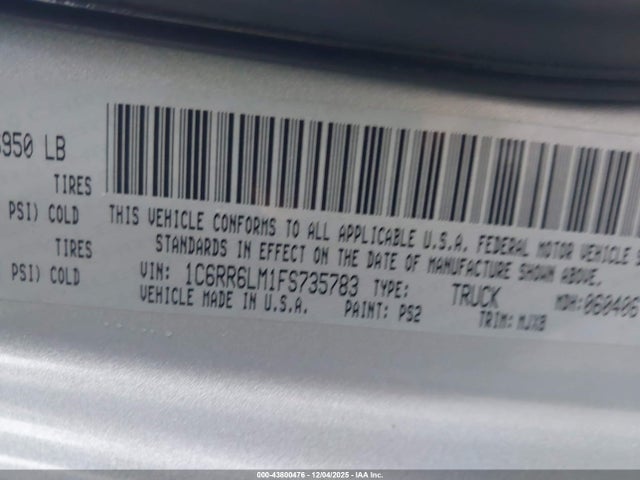 950 LB
TIRES
PSI) COLD
TIRES
PSI) COLD
THIS VEHICLE CONFORMS TO ALL APPLICABLE U.S.A. FEDERAL MOTOR VEHICLE
STANDARDS IN EFFECT ON THE DATE OF MANUFACTURE SHOWN ABOVE.
VIN: 1C6RR6LM1FS735783 TYPE: TRUCK MDH: 060406
VEHICLE MADE IN U.S.A. PAINT: PS2 TRIM: MJX8
000-43800476 • 12/04/2025 • IAA Inc.